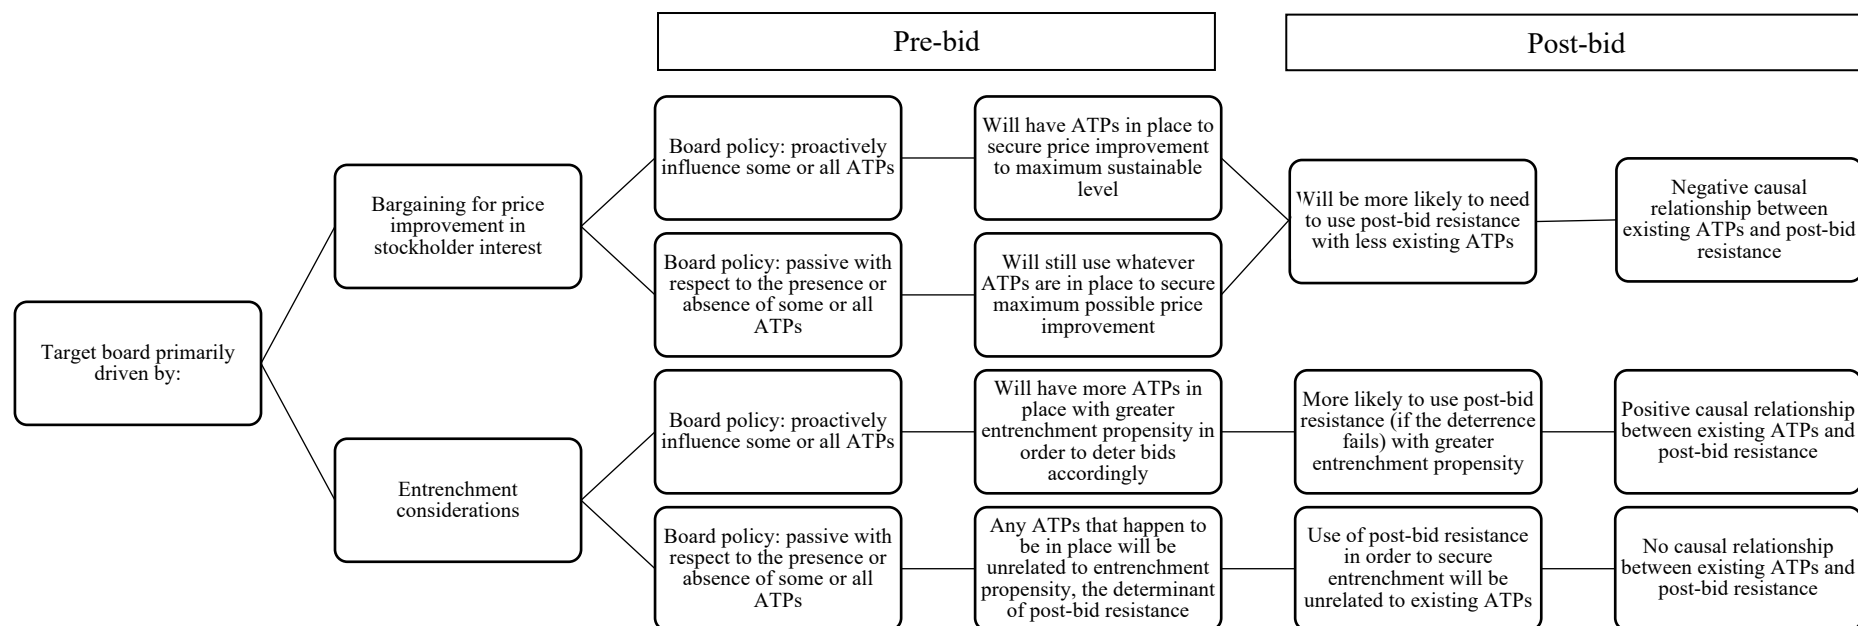 Pre-bid
Post-bid
Target board primarily
driven by:
Bargaining for price
improvement in
stockholder interest
Board policy: proactively
influence some or all ATPs
Will have ATPs in place to
secure price improvement
to maximum sustainable
level
Board policy: passive with
respect to the presence or
absence of some or all
ATPs
Will still use whatever
ATPs are in place to secure
maximum possible price
improvement
Will be more likely to need
to use post-bid resistance
with less existing ATPs
Negative causal
relationship between
existing ATPs and post-bid
resistance
Entrenchment
considerations
Board policy: proactively
influence some or all ATPs
Will have more ATPs in
place with greater
entrenchment propensity in
order to deter bids
accordingly
More likely to use post-bid
resistance (if the deterrence
fails) with greater
entrenchment propensity
Positive causal relationship
between existing ATPs and
post-bid resistance
Board policy: passive with
respect to the presence or
absence of some or all
ATPs
Any ATPs that happen to
be in place will be
unrelated to entrenchment
propensity, the determinant
of post-bid resistance
Use of post-bid resistance
in order to secure
entrenchment will be
unrelated to existing ATPs
No causal relationship
between existing ATPs and
post-bid resistance